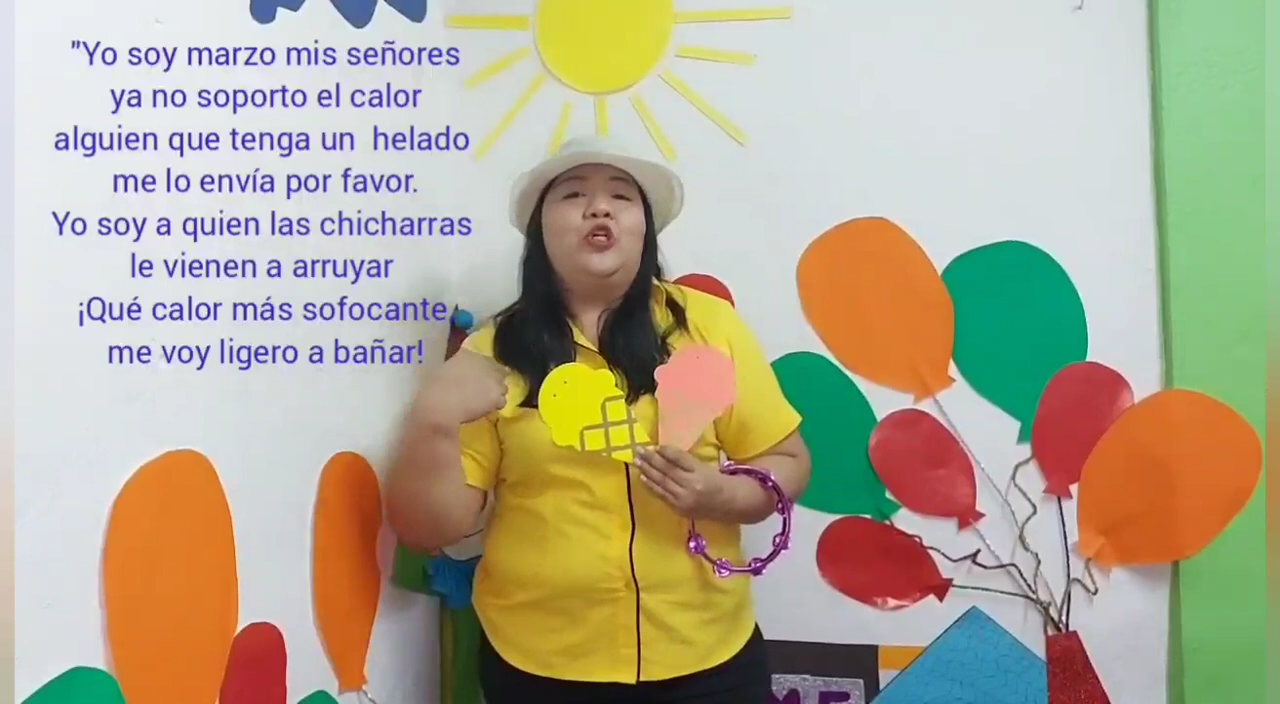 "Yo soy marzo mis señores
ya no soporto el calor
alguien que tenga un helado
me lo envía por favor.
Yo soy a quien las chicharras
le vienen a arruyar
¡Qué calor más sofocante,
me voy ligero a bañar!